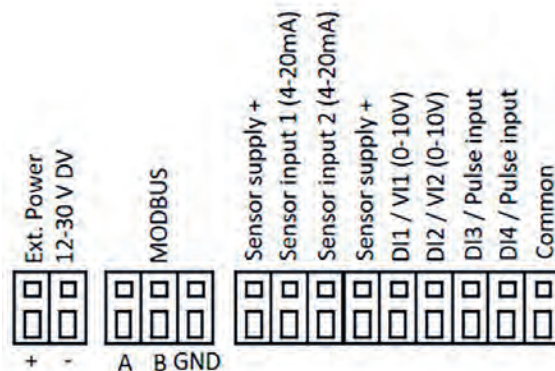 Ext. Power
12-30 V DV
MODBUS
Sensor supply +
Sensor input 1 (4-20mA)
Sensor input 2 (4-20mA)
Sensor supply +
DI1 / VI1 (0-10V)
DI2 / VI2 (0-10V)
DI3 / Pulse input
DI4 / Pulse input
Common
+ - A B GND